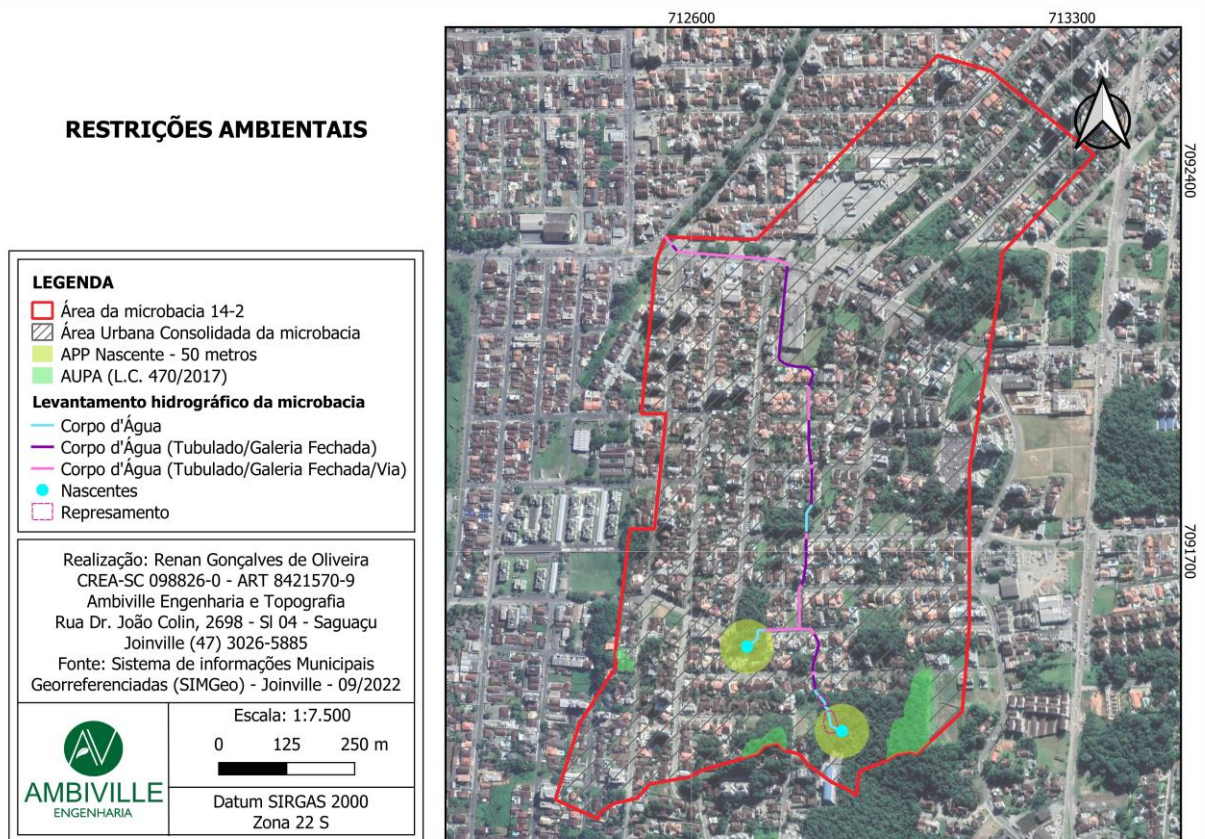 RESTRIÇÕES AMBIENTAIS
LEGENDA
Área da microbacia 14-2
Área Urbana Consolidada da microbacia
APP Nascente - 50 metros
AUPA (L.C. 470/2017)
Levantamento hidrográfico da microbacia
Corpo d'Água
Corpo d'Água (Tubulado/Galeria Fechada)
Corpo d'Água (Tubulado/Galeria Fechada/Via)
Nascentes
Represamento
Realização: Renan Gonçalves de Oliveira
CREA-SC 098826-0 - ART 8421570-9
Ambiville Engenharia e Topografia
Rua Dr. João Colin, 2698 - Sl 04 - Saguaçu
Joinville (47) 3026-5885
Fonte: Sistema de informações Municipais
Georreferenciadas (SIMGeo) - Joinville - 09/2022
AV
AMBIVILLE
ENGENHARIA
Escala: 1:7.500
0 125 250 m
Datum SIRGAS 2000
Zona 22 S
712600 713300
N
7092400
7091700